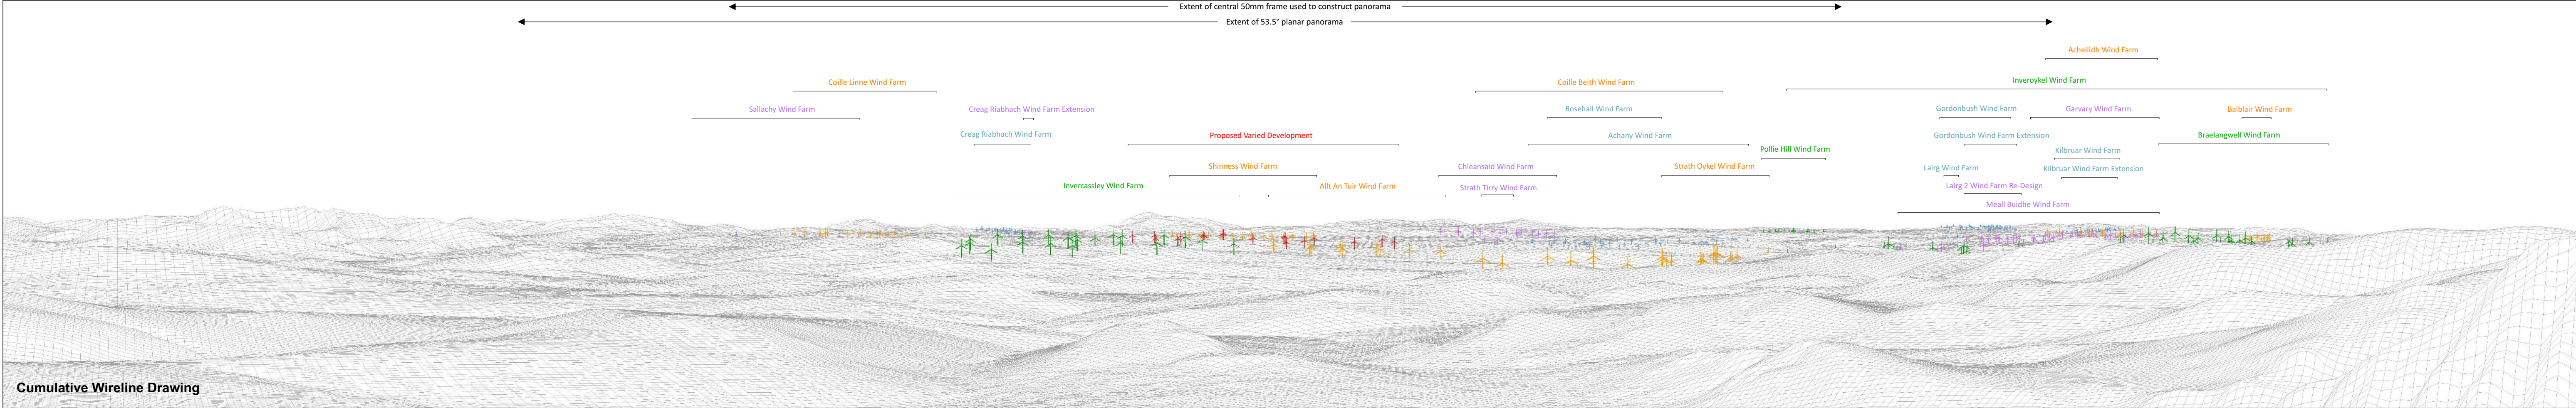 Extent of central 50mm frame used to construct panorama
Extent of 53.5° planar panorama
Acheilidh Wind Farm
Coille Linne Wind Farm
Coille Beith Wind Farm
Inveroykel Wind Farm
Sallachy Wind Farm
Creag Riabhach Wind Farm Extension
Rosehall Wind Farm
Gordonbush Wind Farm
Garvary Wind Farm
Balblair Wind Farm
Creag Riabhach Wind Farm
Proposed Varied Development
Achany Wind Farm
Gordonbush Wind Farm Extension
Braelangwell Wind Farm
Pollie Hill Wind Farm
Kilbruar Wind Farm
Shinness Wind Farm
Chleansaid Wind Farm
Strath Oykel Wind Farm
Lairg Wind Farm
Kilbruar Wind Farm Extension
Invercassley Wind Farm
Allt An Tuir Wind Farm
Strath Tirry Wind Farm
Lairg 2 Wind Farm Re-Design
Meall Buidhe Wind Farm
Cumulative Wireline Drawing